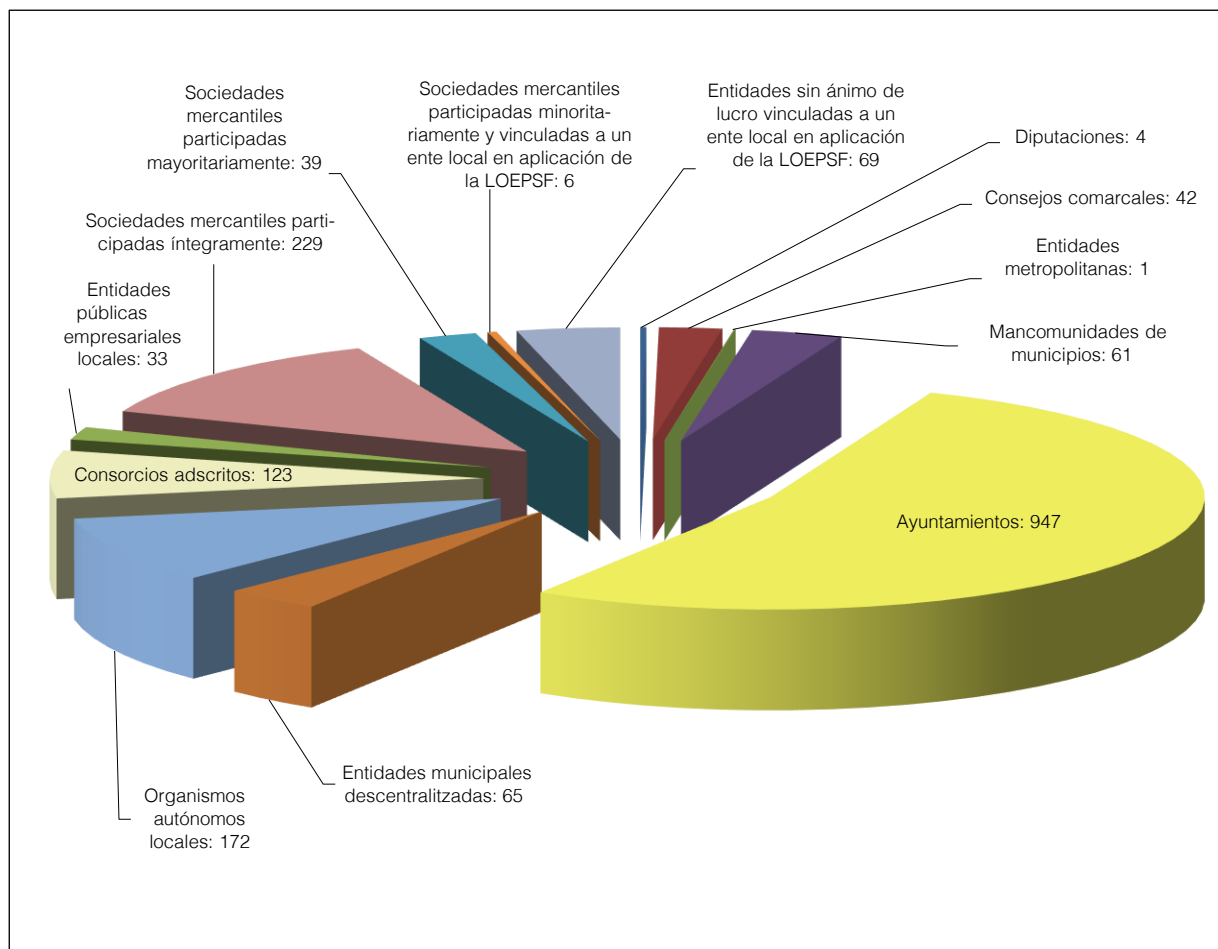 Sociedades
mercantiles
participadas
mayoritariamente: 39
Sociedades mercantiles
participadas minorita-
riamente y vinculadas a un
ente local en aplicación de
la LOEPSF: 6
Entidades sin ánimo de
lucro vinculadas a un
ente local en aplicación
de la LOEPSF: 69
Diputaciones: 4
Consejos comarcales: 42
Entidades
metropolitanas: 1
Mancomunidades de
municipios: 61
Sociedades mercantiles parti-
cipadas íntegramente: 229
Entidades
públicas
empresariales
locales: 33
Consorcios adscritos: 123
Ayuntamientos: 947
Entidades municipales
descentralitzadas: 65
Organismos
autónomos
locales: 172